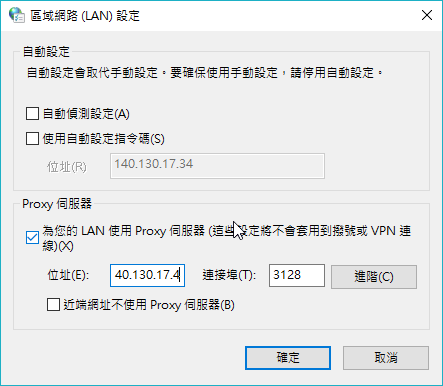 區域網路 (LAN) 設定
自動設定
自動設定會取代手動設定。要確保使用手動設定，請停用自動設定。
自動偵測設定(A)
使用自動設定指令碼(S)
位址(R) 140.130.17.34
Proxy 伺服器
為您的 LAN 使用 Proxy 伺服器 (這些設定將不會套用到撥號或 VPN 連
線)(X)
位址(E): 40.130.17.4 連接埠(T): 3128 進階(C)
近端網址不使用 Proxy 伺服器(B)
確定 取消